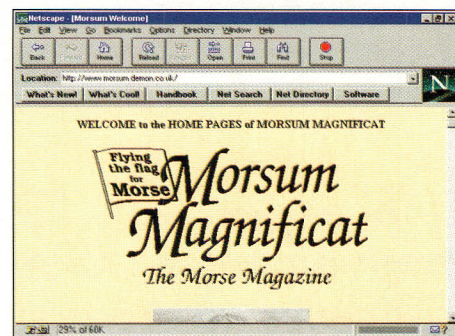 Netscape - [Morsum Welcome]
File Edit View Go Bookmarks Options Directory Window Help
Back Home Reload Open Print Find Stop
Location: http://www.morsum.demon.co.uk/
What's New! What's Cool! Handbook Net Search Net Directory Software
N
WELCOME to the HOME PAGES of MORSUM MAGNIFICAT
Flying
the flag
for
Morse
Morsum
Magnificat
The Morse Magazine
29% of 60K